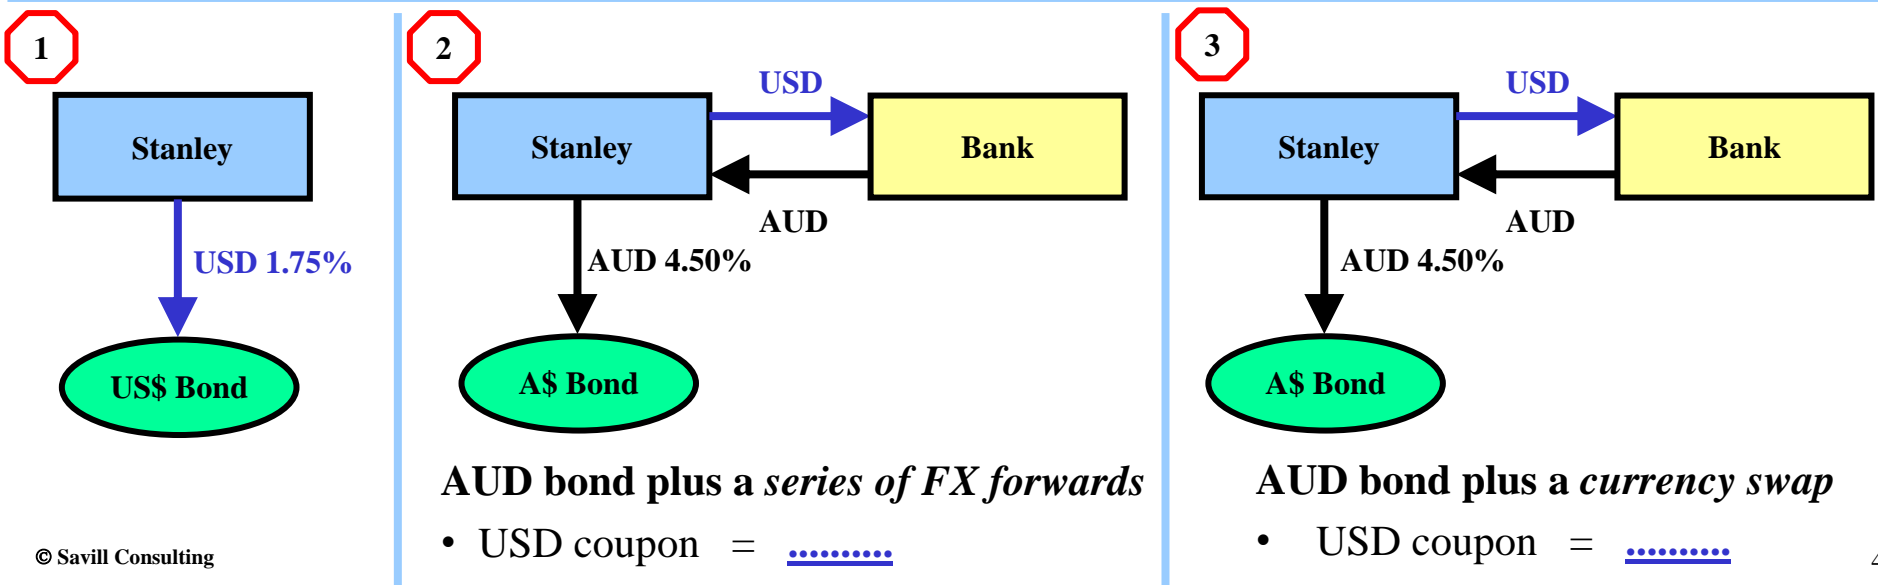 1
Stanley
USD 1.75%
US$ Bond
© Savill Consulting
2
USD
Stanley
Bank
AUD
AUD 4.50%
A$ Bond
AUD bond plus a series of FX forwards
• USD coupon = ..........
3
USD
Stanley
Bank
AUD
AUD 4.50%
A$ Bond
AUD bond plus a currency swap
• USD coupon = ..........